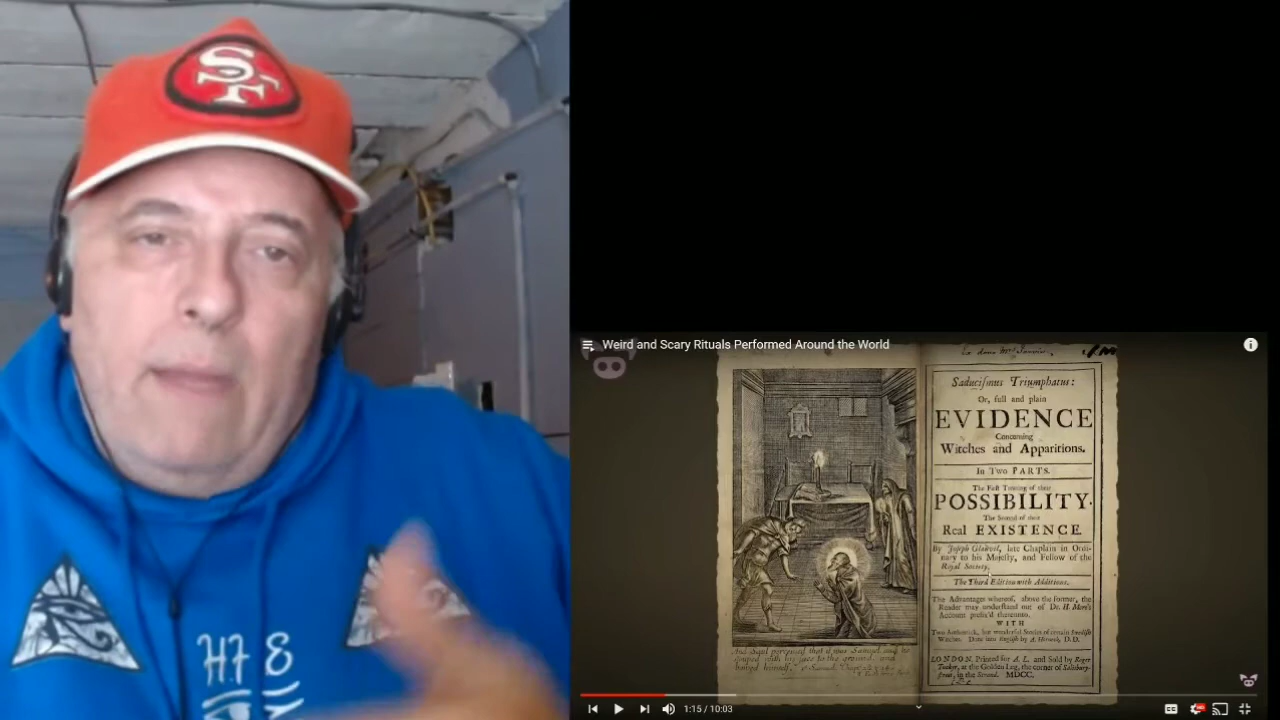 SF
H78
Weird and Scary Rituals Performed Around the World
Saducismus Triumphatus:
Or, full and plain
EVIDENCE
Concerning
Witches and Apparitions.
In Two PARTS.
The First Treating of their
POSSIBILITY.
The Second of their
Real EXISTENCE.
By Joseph Glanvil, late Chaplain in Ordi-
nary to his Majesty, and Fellow of the
Royal Society.
The Third Edition with Additions.
The Advantages whereof, above the former, the
Reader may understand out of Dr. H. More's
Account prefix'd thereunto.
WITH
Two Authentick, but wonderful Stories of certain Swedish
Witches. Done into English by A. Horneck, D.D.
LONDON, Printed for A. L. and Sold by Roger
Tooker, at the Golden Leg, the corner of Salisbury-
street, in the Strand. MDCC.
1:15 / 10:03
CC
HD